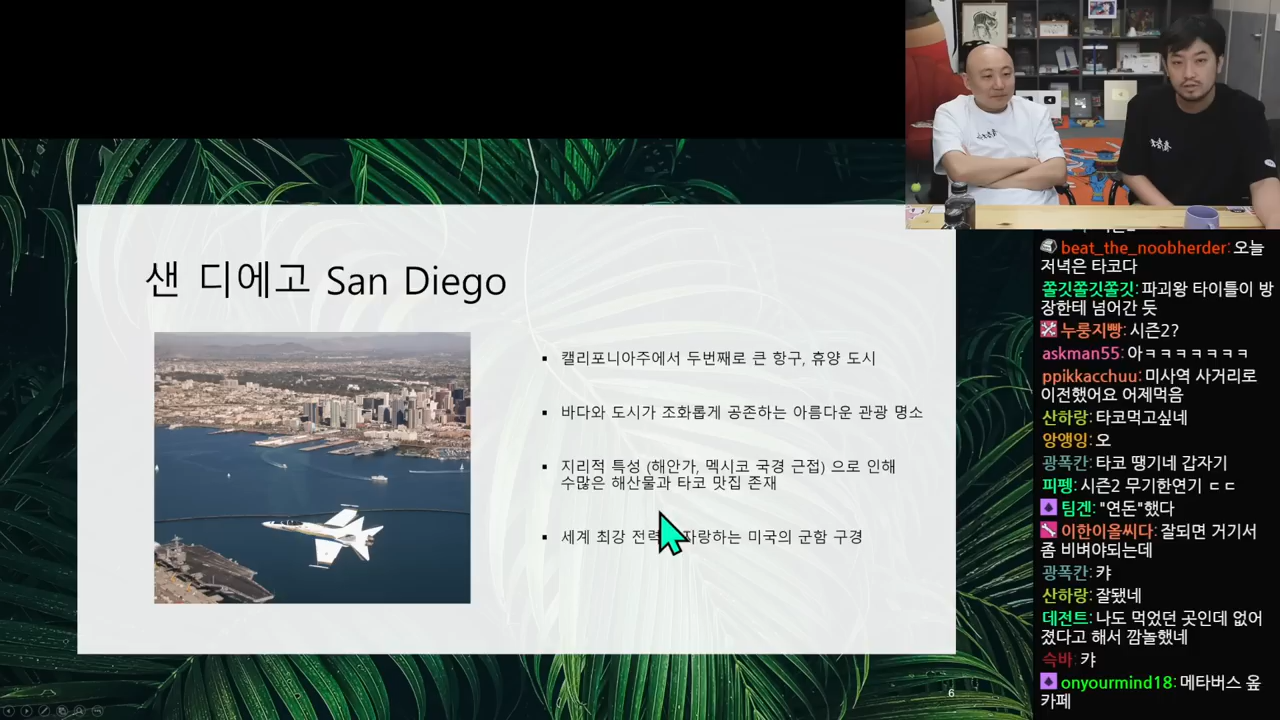 샌 디에고 San Diego
▪ 캘리포니아주에서 두번째로 큰 항구, 휴양 도시
▪ 바다와 도시가 조화롭게 공존하는 아름다운 관광 명소
▪ 지리적 특성 (해안가, 멕시코 국경 근접) 으로 인해
수많은 해산물과 타코 맛집 존재
▪ 세계 최강 전력 자랑하는 미국의 군함 구경
6
beat_the_noobherder: 오늘
저녁은 타코다
쫄깃쫄깃쫄깃: 파괴왕 타이틀이 방
장한테 넘어간 듯
누룽지빵: 시즌2?
askman55: 아ㅋㅋㅋㅋㅋㅋㅋ
ppikkacchuu: 미사역 사거리로
이전했어요 어제먹음
산하랑: 타코먹고싶네
앙앵잉: 오
광폭칸: 타코 땡기네 갑자기
피펭: 시즌2 무기한연기 ㄷㄷ
팀겐: "연돈"했다
이한이올씨다: 잘되면 거기서
좀 비벼야되는데
광폭칸: 캬
산하랑: 잘됐네
데전트: 나도 먹었던 곳인데 없어
졌다고 해서 깜놀했네
슥바: 캬
onyourmind18: 메타버스 옾
카페